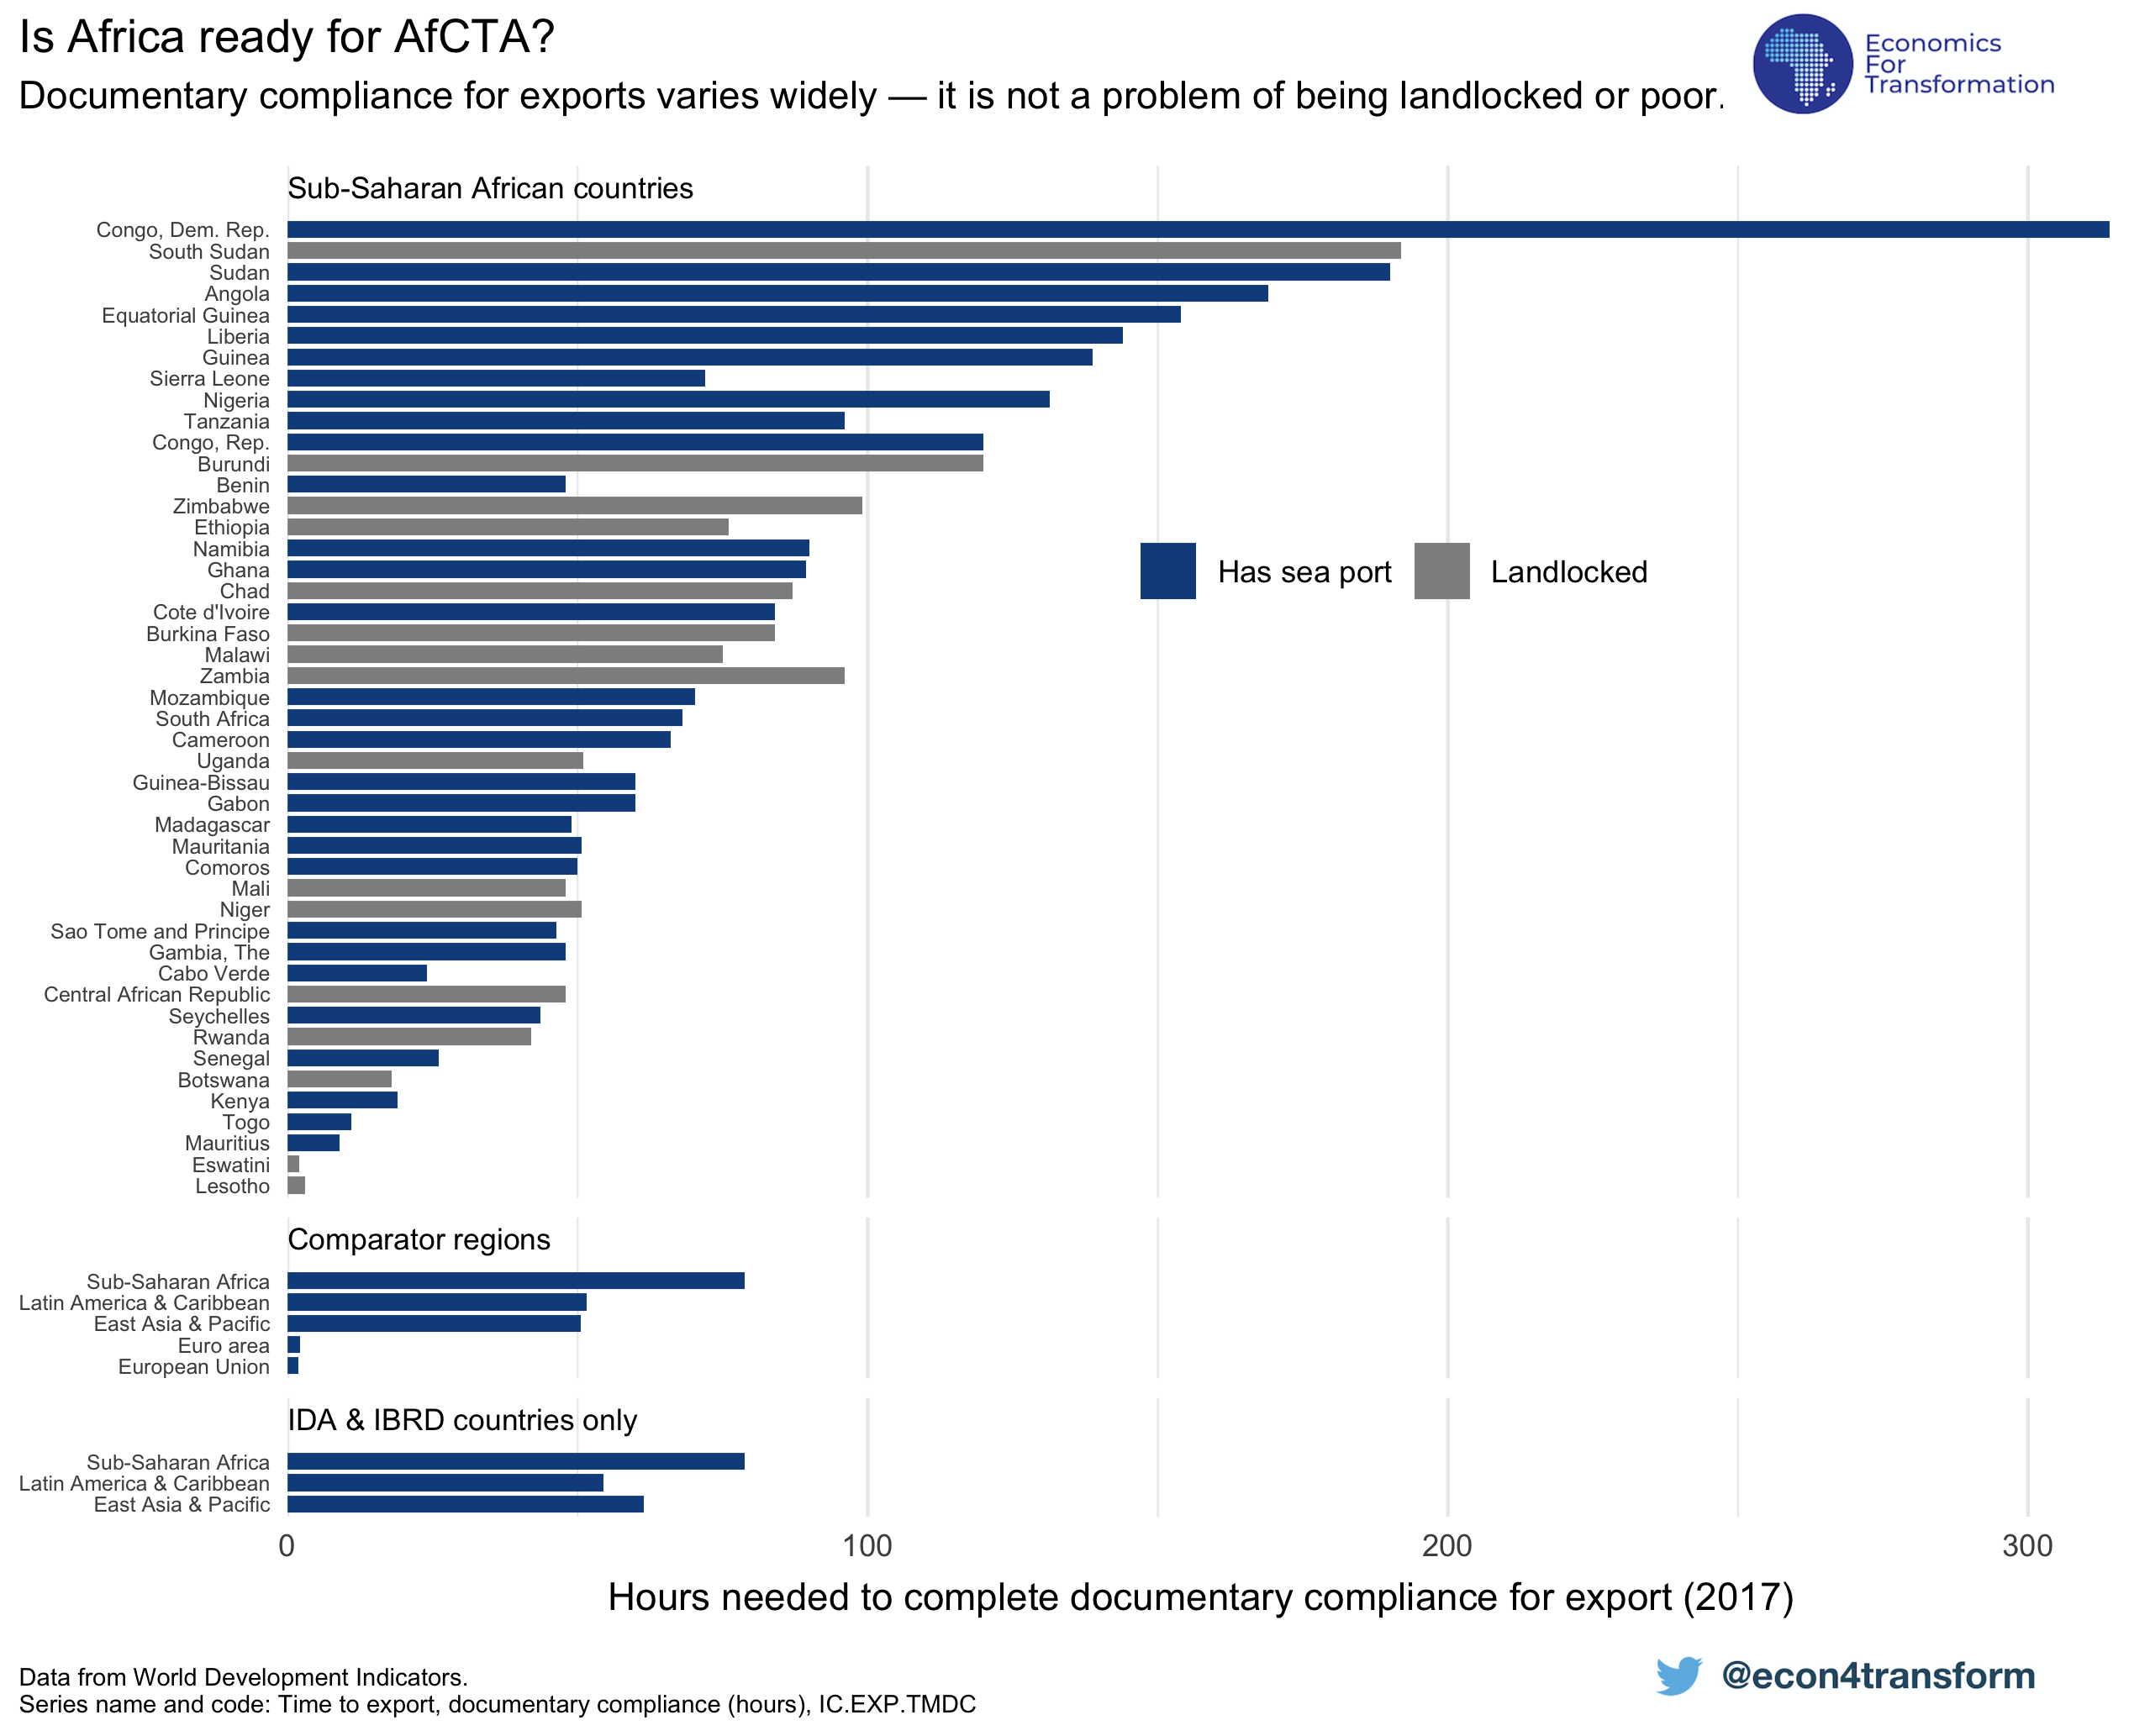 Is Africa ready for AfCTA?
Documentary compliance for exports varies widely — it is not a problem of being landlocked or poor.
Economics
For
Transformation
Sub-Saharan African countries
Congo, Dem. Rep.
South Sudan
Sudan
Angola
Equatorial Guinea
Liberia
Guinea
Sierra Leone
Nigeria
Tanzania
Congo, Rep.
Burundi
Benin
Zimbabwe
Ethiopia
Namibia
Ghana
Chad
Cote d'Ivoire
Burkina Faso
Malawi
Zambia
Mozambique
South Africa
Cameroon
Uganda
Guinea-Bissau
Gabon
Madagascar
Mauritania
Comoros
Mali
Niger
Sao Tome and Principe
Gambia, The
Cabo Verde
Central African Republic
Seychelles
Rwanda
Senegal
Botswana
Kenya
Togo
Mauritius
Eswatini
Lesotho
Has sea port Landlocked
Comparator regions
Sub-Saharan Africa
Latin America & Caribbean
East Asia & Pacific
Euro area
European Union
IDA & IBRD countries only
Sub-Saharan Africa
Latin America & Caribbean
East Asia & Pacific
0 100 200 300
Hours needed to complete documentary compliance for export (2017)
Data from World Development Indicators.
Series name and code: Time to export, documentary compliance (hours), IC.EXP.TMDC
@econ4transform